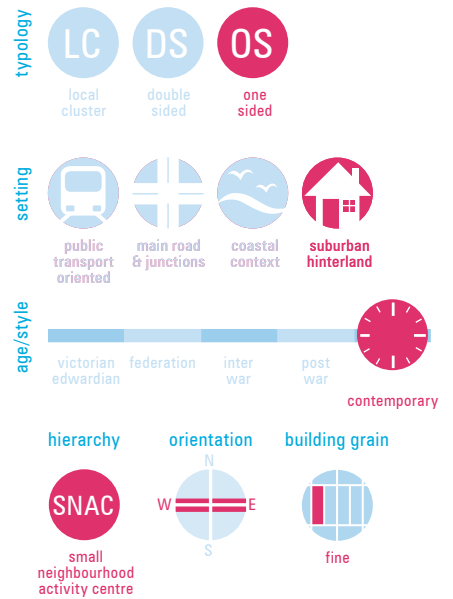 typology
LC DS OS
local
cluster
double
sided
one
sided
setting
public
transport
oriented
main road
& junctions
coastal
context
suburban
hinterland
age/style
victorian
edwardian
federation
inter
war
post
war
contemporary
hierarchy
orientation
building grain
SNAC
small
neighbourhood
activity centre
N
W E
S
fine